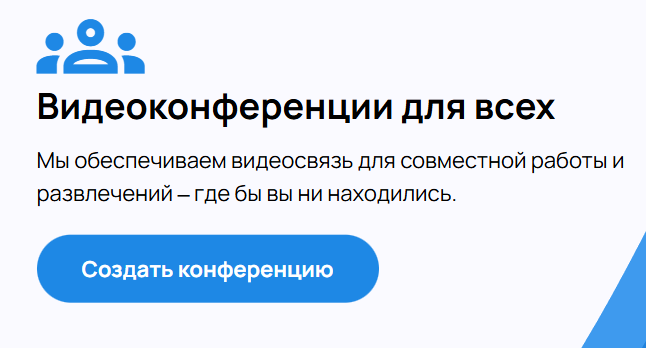 Видеоконференции для всех
Мы обеспечиваем видеосвязь для совместной работы и
развлечений – где бы вы ни находились.
Создать конференцию